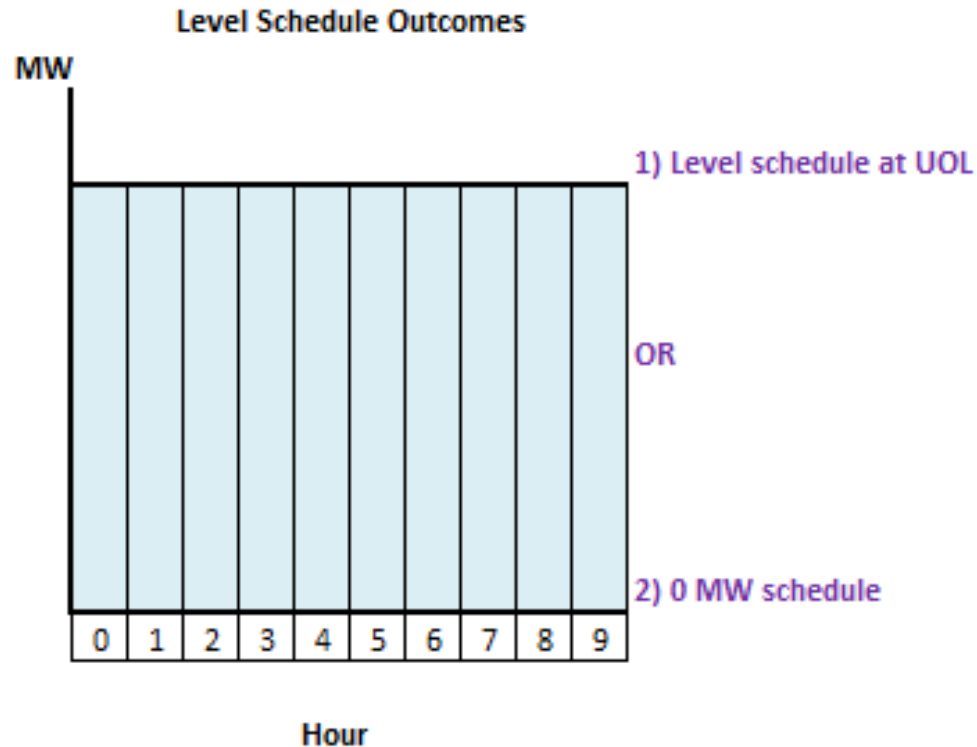 Level Schedule Outcomes
MW
1) Level schedule at UOL
OR
2) 0 MW schedule
0 1 2 3 4 5 6 7 8 9
Hour